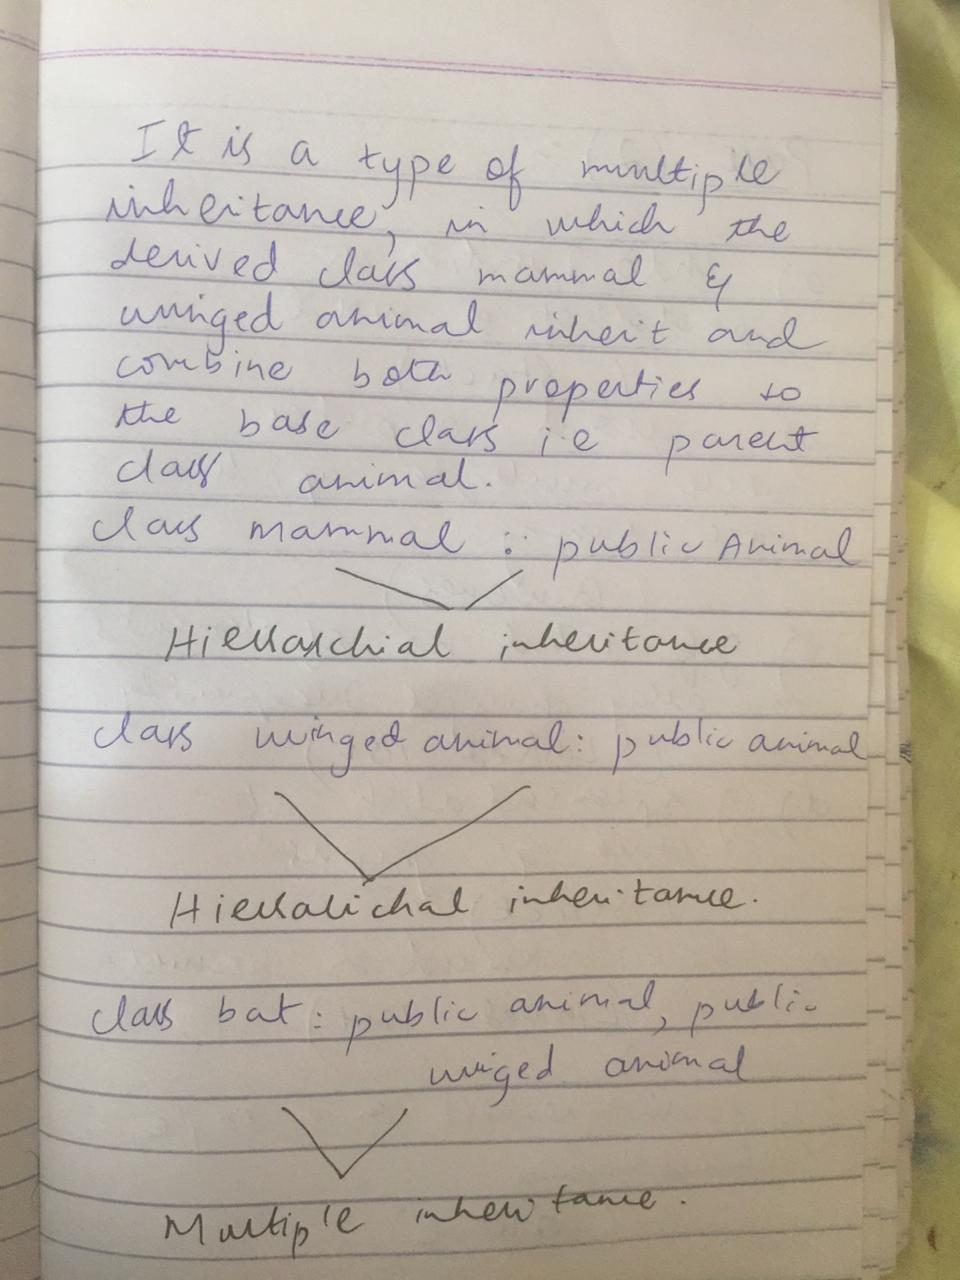 It is a type of multiple
inheritance, in which the
derived class mammal &
winged animal inherit and
combine both properties to
the base class i.e parent
class animal.
class mammal : public Animal
Hierarchial inheritance
class winged animal : public animal
Hierarichal inheritance.
class bat : public animal, public
wiged animal
Multiple inheritance.